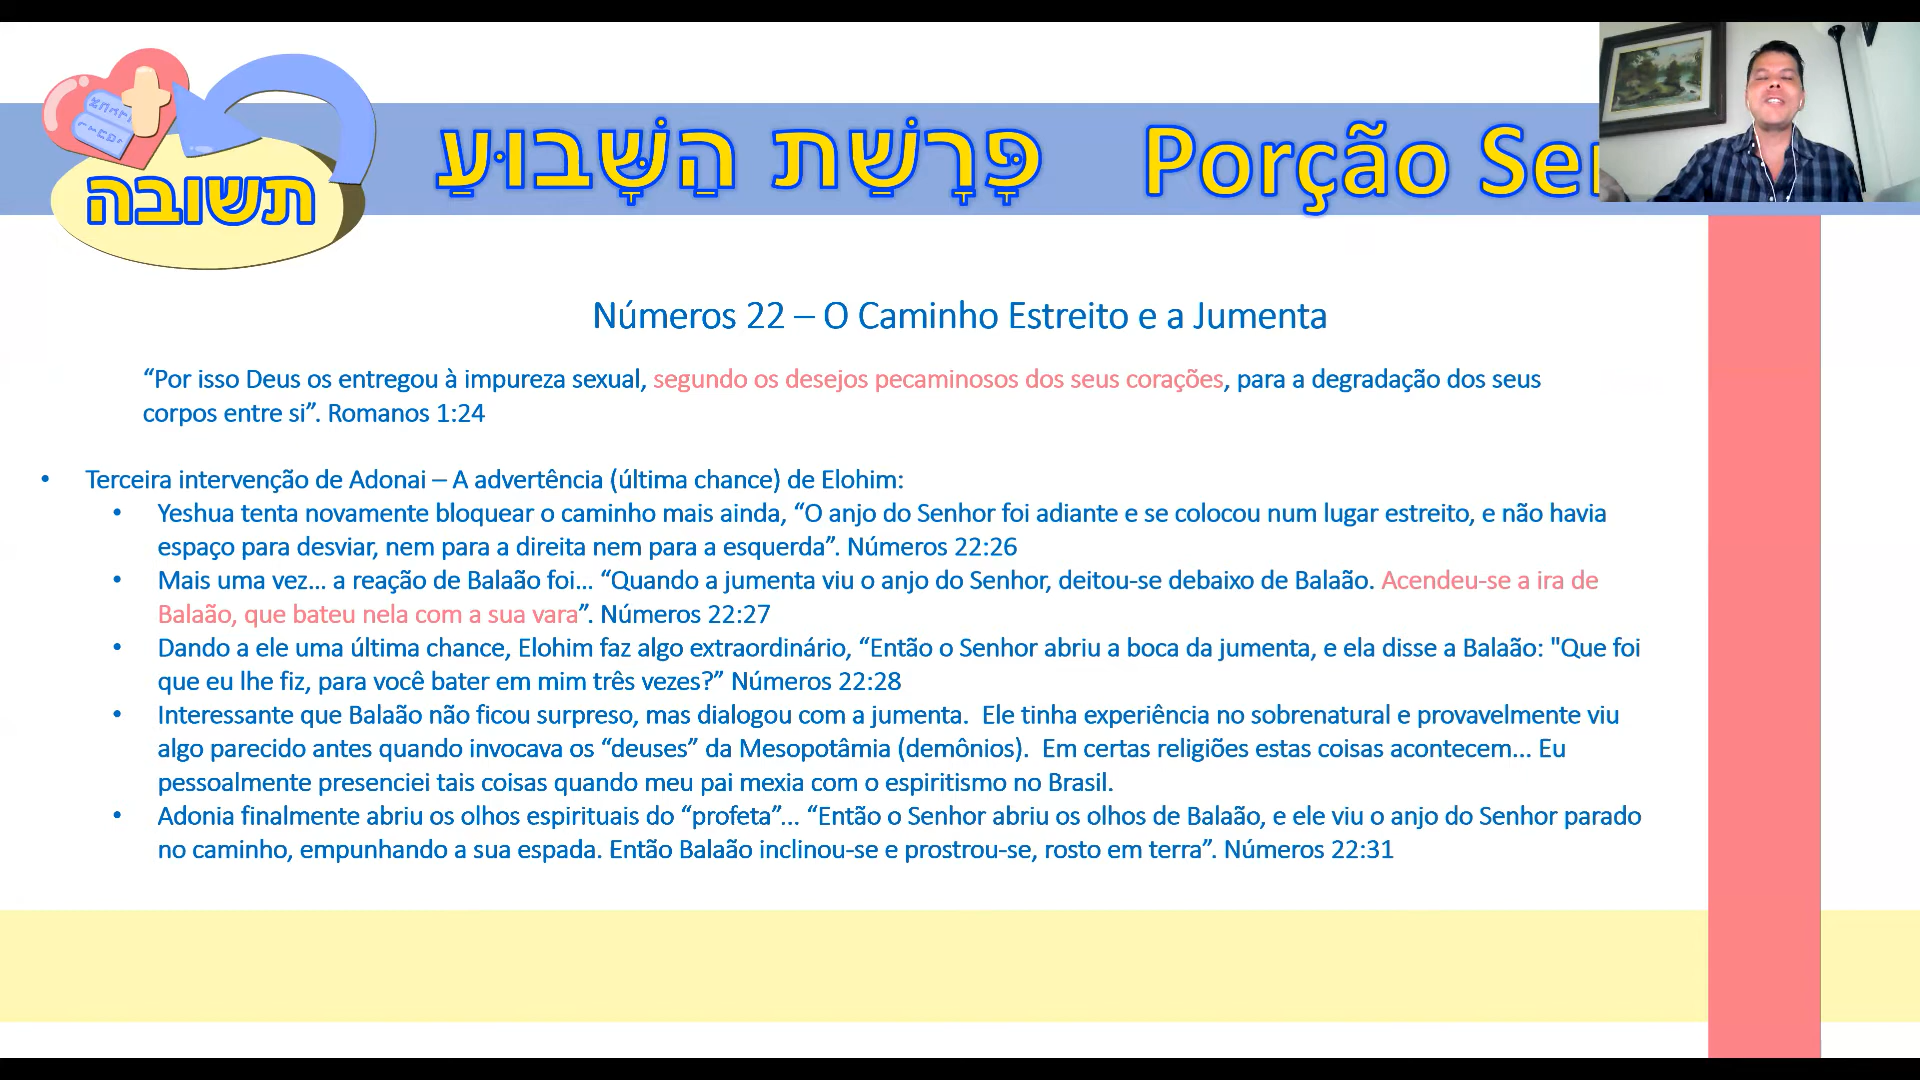 תשובה
פָּרָשַׁת הַשָּׁבוּעַ Porção
Números 22 – O Caminho Estreito e a Jumenta
“Por isso Deus os entregou à impureza sexual, segundo os desejos pecaminosos dos seus corações, para a degradação dos seus
corpos entre si”. Romanos 1:24
• Terceira intervenção de Adonai – A advertência (última chance) de Elohim:
• Yeshua tenta novamente bloquear o caminho mais ainda, “O anjo do Senhor foi adiante e se colocou num lugar estreito, e não havia
espaço para desviar, nem para a direita nem para a esquerda”. Números 22:26
• Mais uma vez... a reação de Balaão foi... “Quando a jumenta viu o anjo do Senhor, deitou-se debaixo de Balaão. Acendeu-se a ira de
Balaão, que bateu nela com a sua vara”. Números 22:27
• Dando a ele uma última chance, Elohim faz algo extraordinário, “Então o Senhor abriu a boca da jumenta, e ela disse a Balaão: "Que foi
que eu lhe fiz, para você bater em mim três vezes?” Números 22:28
• Interessante que Balaão não ficou surpreso, mas dialogou com a jumenta.  Ele tinha experiência no sobrenatural e provavelmente viu
algo parecido antes quando invocava os “deuses” da Mesopotâmia (demônios).  Em certas religiões estas coisas acontecem... Eu
pessoalmente presenciei tais coisas quando meu pai mexia com o espiritismo no Brasil.
• Adonia finalmente abriu os olhos espirituais do “profeta”... “Então o Senhor abriu os olhos de Balaão, e ele viu o anjo do Senhor parado
no caminho, empunhando a sua espada. Então Balaão inclinou-se e prostrou-se, rosto em terra”. Números 22:31